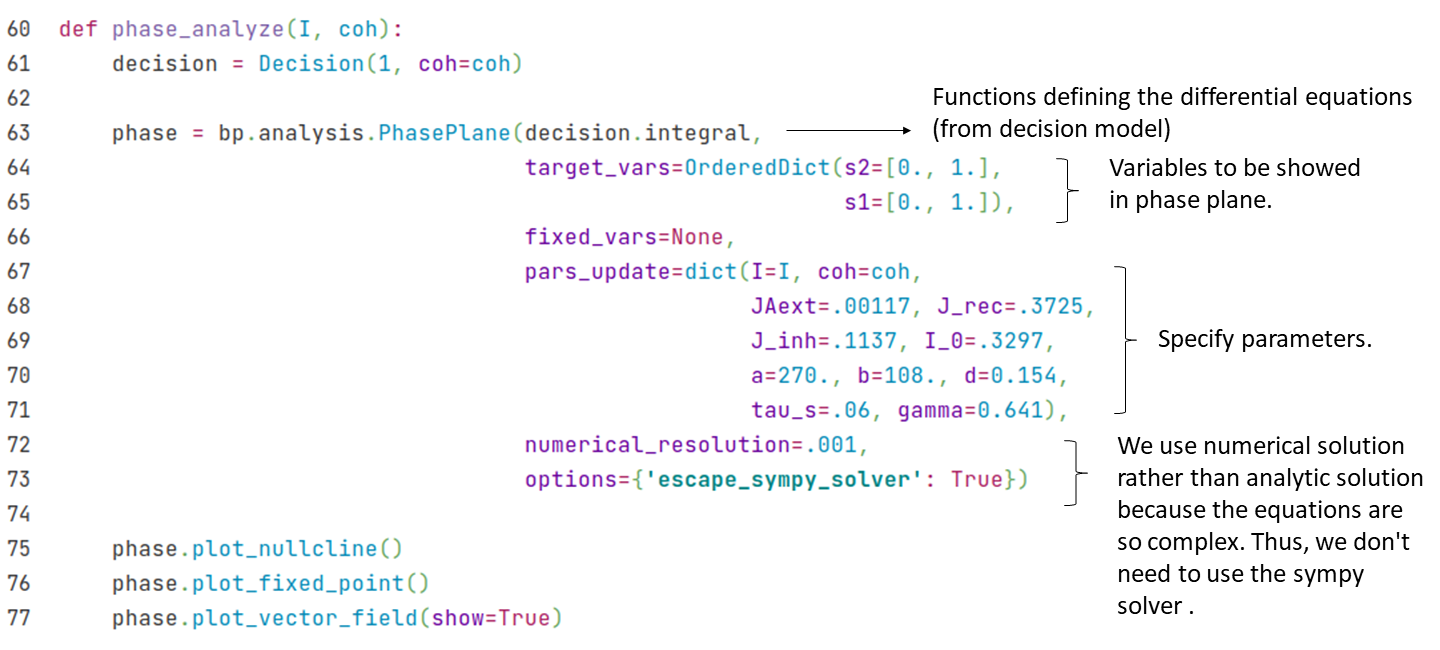 60 def phase_analyze(I, coh):
61 decision = Decision(1, coh=coh)
62
63 phase = bp.analysis.PhasePlane(decision.integral,
64 target_vars=OrderedDict(s2=[0., 1.],
65 s1=[0., 1.]),
66 fixed_vars=None,
67 pars_update=dict(I=I, coh=coh,
68 JAext=.00117, J_rec=.3725,
69 J_inh=.1137, I_0=.3297,
70 a=270., b=108., d=0.154,
71 tau_s=.06, gamma=0.641),
72 numerical_resolution=.001,
73 options={'escape_sympy_solver': True})
74
75 phase.plot_nullcline()
76 phase.plot_fixed_point()
77 phase.plot_vector_field(show=True)
Functions defining the differential equations
(from decision model)
Variables to be showed
in phase plane.
Specify parameters.
We use numerical solution
rather than analytic solution
because the equations are
so complex. Thus, we don't
need to use the sympy
solver .